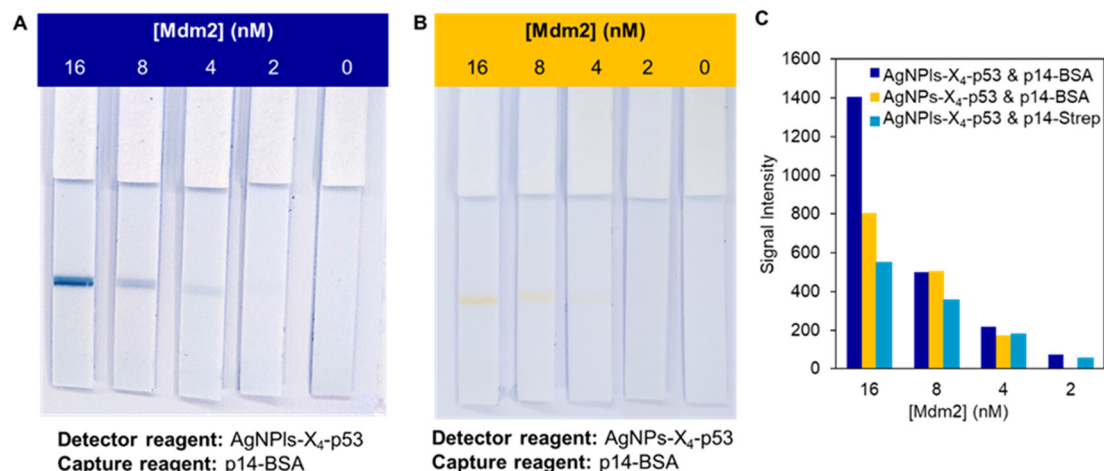 A
[Mdm2] (nM)
16 8 4 2 0
Detector reagent: AgNPls-X₄-p53
Capture reagent: p14-BSA
B
[Mdm2] (nM)
16 8 4 2 0
Detector reagent: AgNPs-X₄-p53
Capture reagent: p14-BSA
C
AgNPls-X₄-p53 & p14-BSA
AgNPs-X₄-p53 & p14-BSA
AgNPls-X₄-p53 & p14-Strep
Signal Intensity
1600
1400
1200
1000
800
600
400
200
0
16 8 4 2
[Mdm2] (nM)